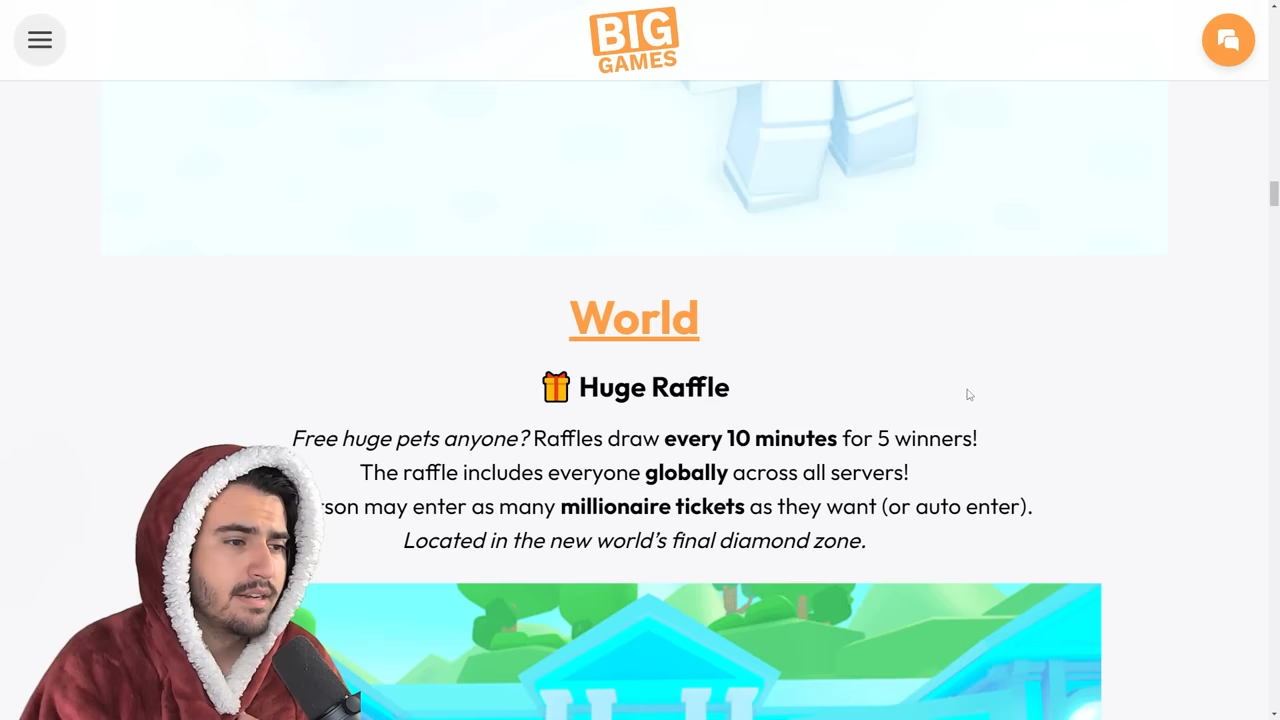 BIG
GAMES
World
Huge Raffle
Free huge pets anyone? Raffles draw every 10 minutes for 5 winners!
The raffle includes everyone globally across all servers!
may enter as many millionaire tickets as they want (or auto enter).
Located in the new world's final diamond zone.